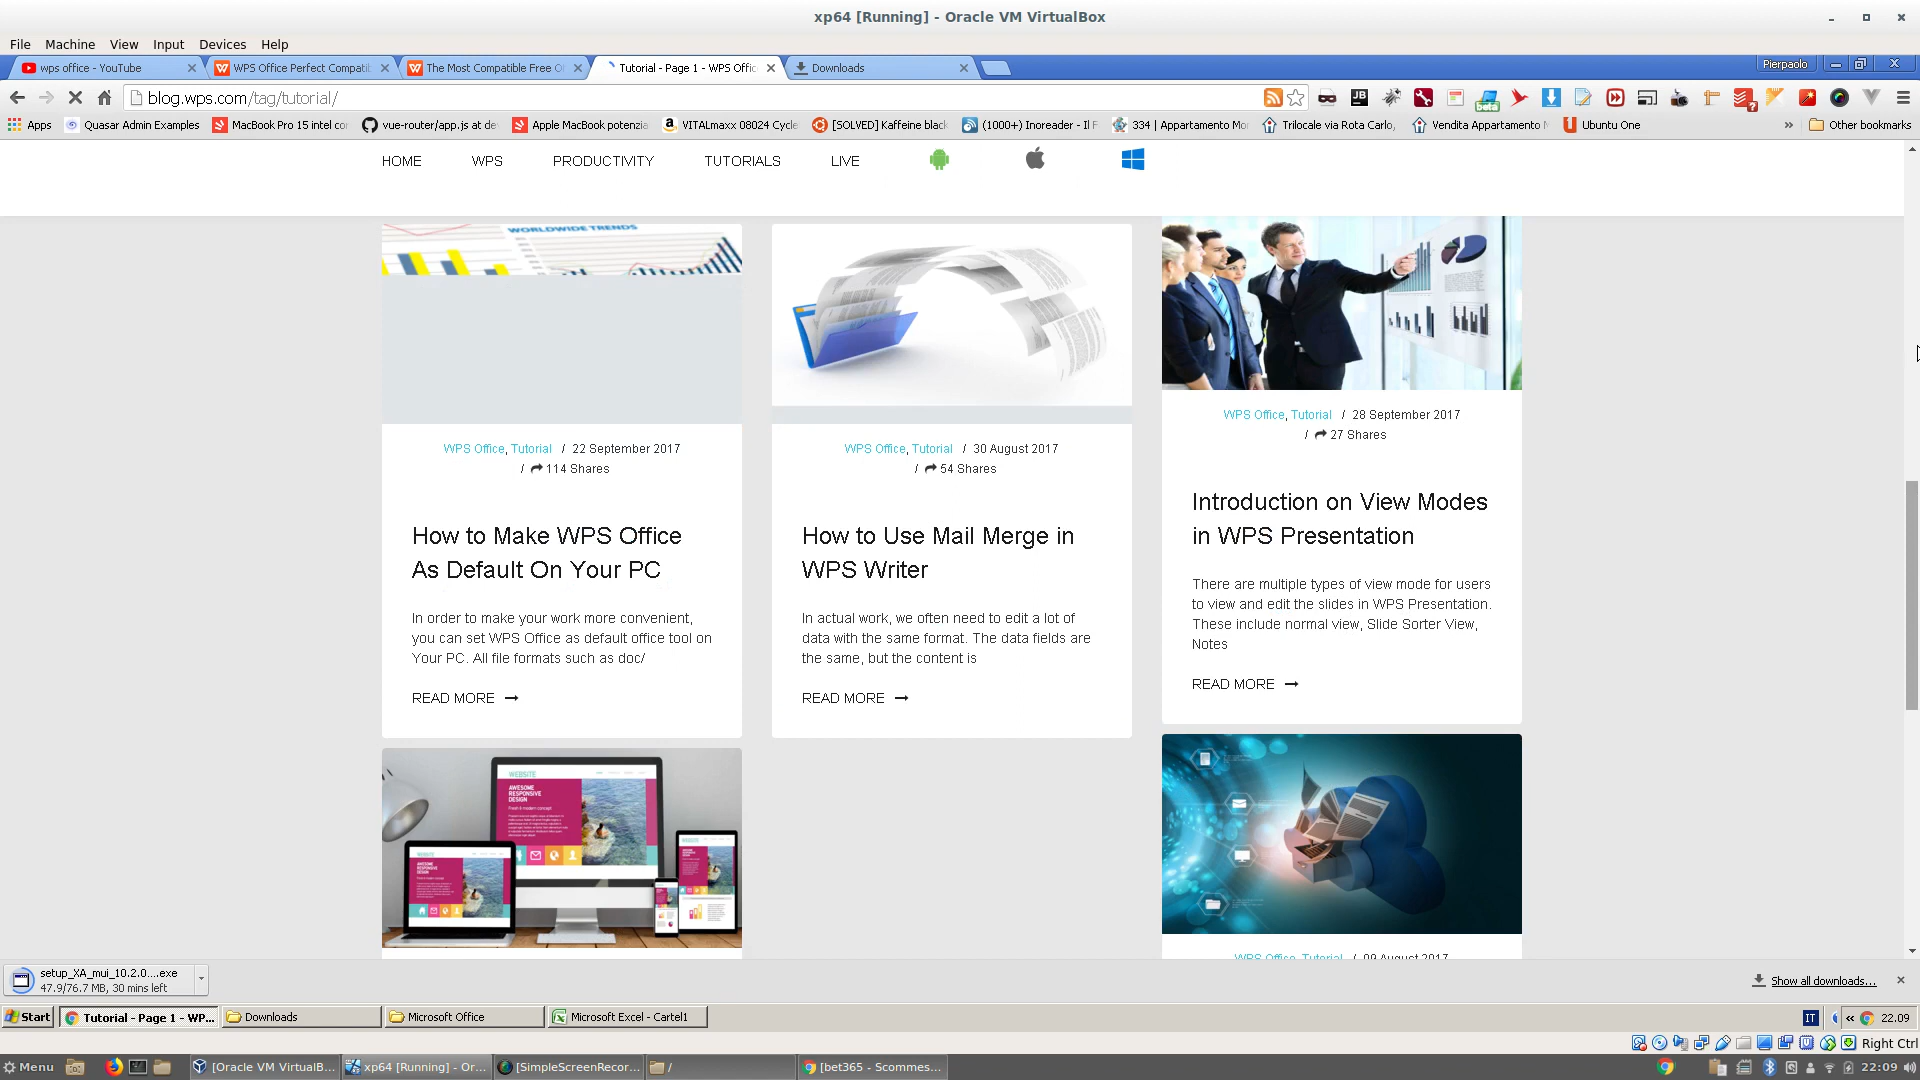 xp64 [Running] - Oracle VM VirtualBox
File Machine View Input Devices Help
wps office - YouTube
WPS Office Perfect Compatib
The Most Compatible Free O
Tutorial - Page 1 - WPS Offic
Downloads
Pierpaolo
blog.wps.com/tag/tutorial/
Apps
Quasar Admin Examples
MacBook Pro 15 intel co
vue-router/app.js at de
Apple MacBook potenzia
VITALmaxx 08024 Cycle
[SOLVED] Kaffeine black
(1000+) Inoreader - Il F
334 | Appartamento Mo
Trilocale via Rota Carlo,
Vendita Appartamento M
Ubuntu One
»
Other bookmarks
HOME
WPS
PRODUCTIVITY
TUTORIALS
LIVE
WORLDWIDE TRENDS
WPS Office, Tutorial / 22 September 2017
/ 114 Shares
How to Make WPS Office
As Default On Your PC
In order to make your work more convenient,
you can set WPS Office as default office tool on
Your PC. All file formats such as doc/
READ MORE
WPS Office, Tutorial / 30 August 2017
/ 54 Shares
How to Use Mail Merge in
WPS Writer
In actual work, we often need to edit a lot of
data with the same format. The data fields are
the same, but the content is
READ MORE
WPS Office, Tutorial / 28 September 2017
/ 27 Shares
Introduction on View Modes
in WPS Presentation
There are multiple types of view mode for users
to view and edit the slides in WPS Presentation.
These include normal view, Slide Sorter View,
Notes
READ MORE
WEBSITE
AWESOME
RESPONSIVE
DESIGN
WPS Office, Tutorial / 09 August 2017
setup_XA_mui_10.2.0....exe
47.9/76.7 MB, 30 mins left
Show all downloads...
Start
Tutorial - Page 1 - WP...
Downloads
Microsoft Office
Microsoft Excel - Cartel1
IT
«
22.09
Right Ctrl
Menu
[Oracle VM VirtualB...
xp64 [Running] - Or...
[SimpleScreenRecor...
/
[bet365 - Scommes...
22:09